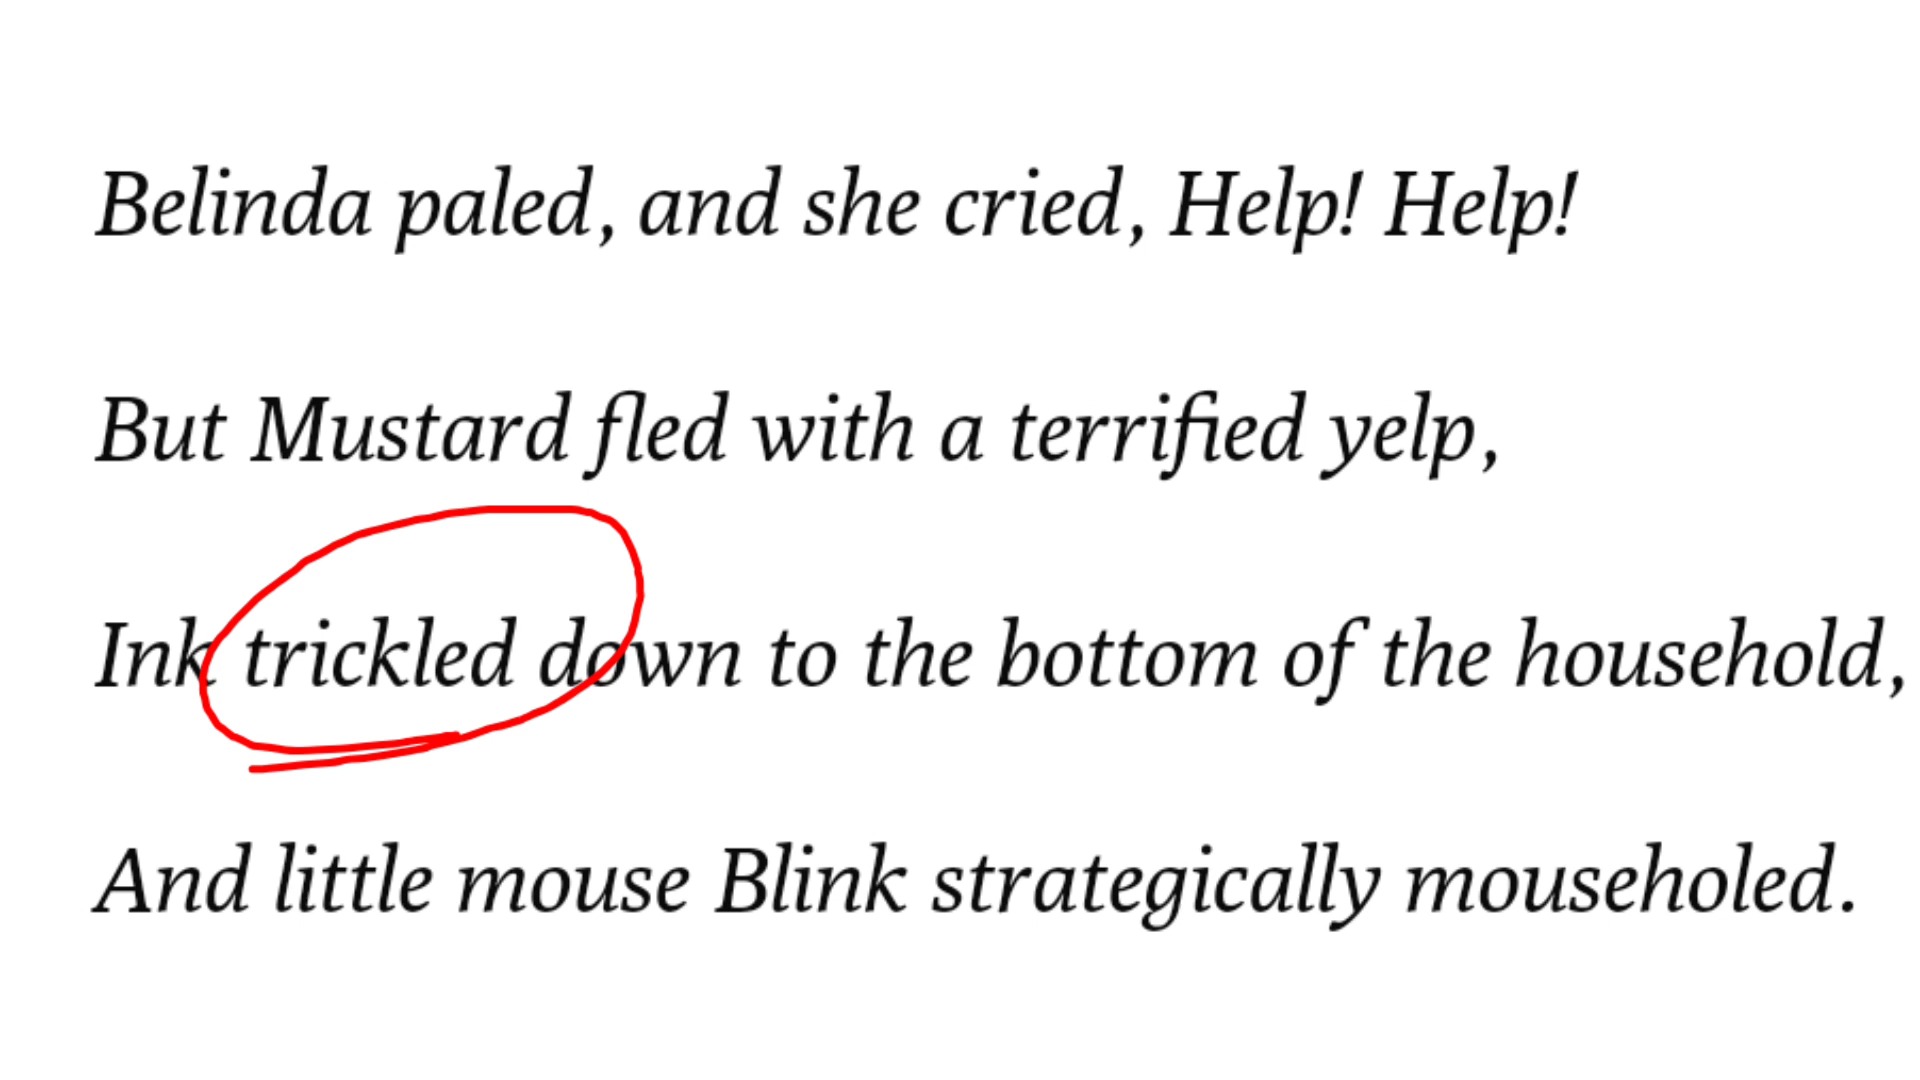 Belinda paled, and she cried, Help! Help!
But Mustard fled with a terrified yelp,
Ink trickled down to the bottom of the household,
And little mouse Blink strategically mouseholed.